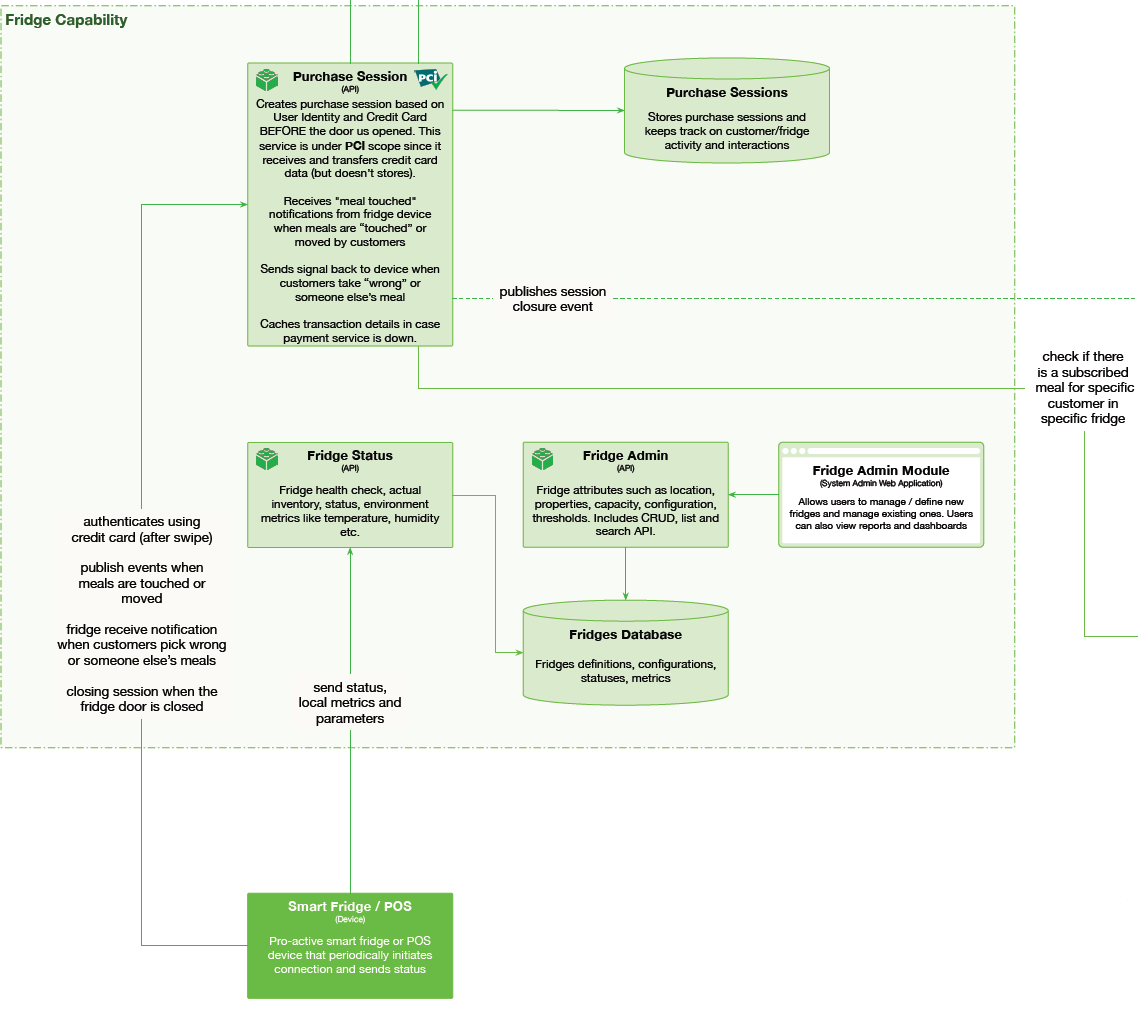 Fridge Capability
Purchase Session
(API)
PCI
Creates purchase session based on
User Identity and Credit Card
BEFORE the door us opened. This
service is under PCI scope since it
receives and transfers credit card
data (but doesn't stores).
Receives "meal touched"
notifications from fridge device
when meals are “touched” or
moved by customers
Sends signal back to device when
customers take “wrong” or
someone else's meal
Caches transaction details in case
payment service is down.
Purchase Sessions
Stores purchase sessions and
keeps track on customer/fridge
activity and interactions
publishes session
closure event
check if there
is a subscribed
meal for specific
customer in
specific fridge
Fridge Status
(API)
Fridge health check, actual
inventory, status, environment
metrics like temperature, humidity
etc.
Fridge Admin
(API)
Fridge attributes such as location,
properties, capacity, configuration,
thresholds. Includes CRUD, list and
search API.
Fridge Admin Module
(System Admin Web Application)
Allows users to manage / define new
fridges and manage existing ones. Users
can also view reports and dashboards
authenticates using
credit card (after swipe)
publish events when
meals are touched or
moved
fridge receive notification
when customers pick wrong
or someone else’s meals
closing session when the
fridge door is closed
Fridges Database
Fridges definitions, configurations,
statuses, metrics
send status,
local metrics and
parameters
Smart Fridge / POS
(Device)
Pro-active smart fridge or POS
device that periodically initiates
connection and sends status